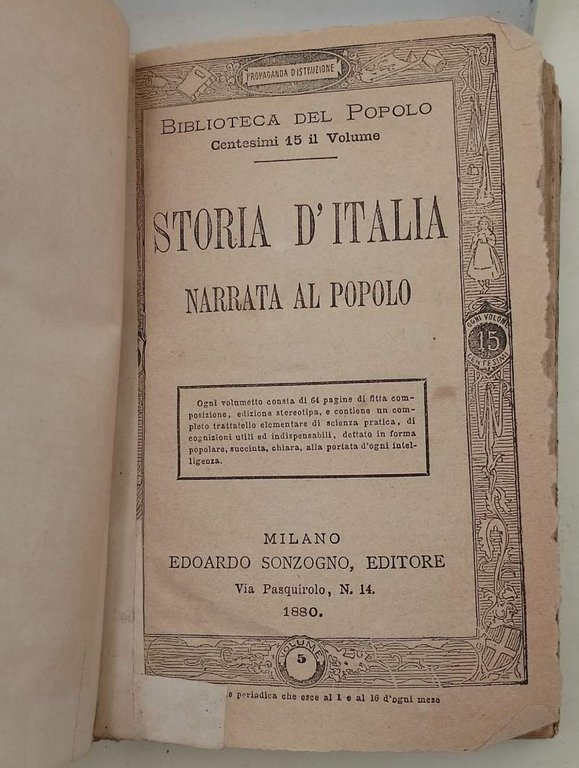 PROPAGANDA D'ISTRUZIONE
BIBLIOTECA DEL POPOLO
Centesimi 15 il Volume
STORIA D'ITALIA
NARRATA AL POPOLO
OGNI VOLUME
15
CENTESIMI
Ogni volumetto consta di 64 pagine di fitta com-
posizione, edizione stereotipa, e contiene un com-
pleto trattatello elementare di scienza pratica, di
cognizioni utili ed indispensabili, dettato in forma
popolare, succinta, chiara, alla portata d'ogni intel-
ligenza.
MILANO
EDOARDO SONZOGNO, EDITORE
Via Pasquirolo, N. 14.
1880.
VOLUME
5
periodica che esce al 1 e al 16 d'ogni mese